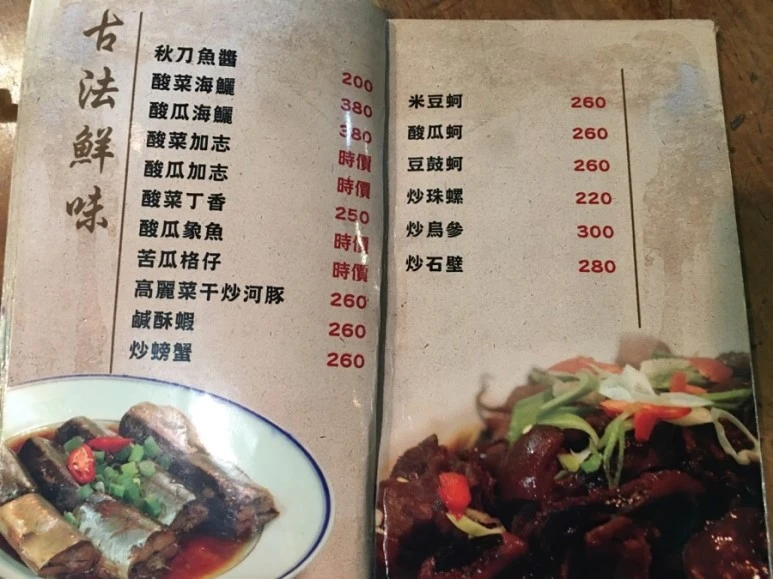 古法鮮味
秋刀魚醬 200
酸菜海鱺 380
酸瓜海鱺 380
酸菜加志 時價
酸瓜加志 時價
酸菜丁香 250
酸瓜象魚 時價
苦瓜格仔 時價
高麗菜干炒河豚 260
鹹酥蝦 260
炒螃蟹 260
米豆蚵 260
酸瓜蚵 260
豆鼓蚵 260
炒珠螺 220
炒烏參 300
炒石壁 280